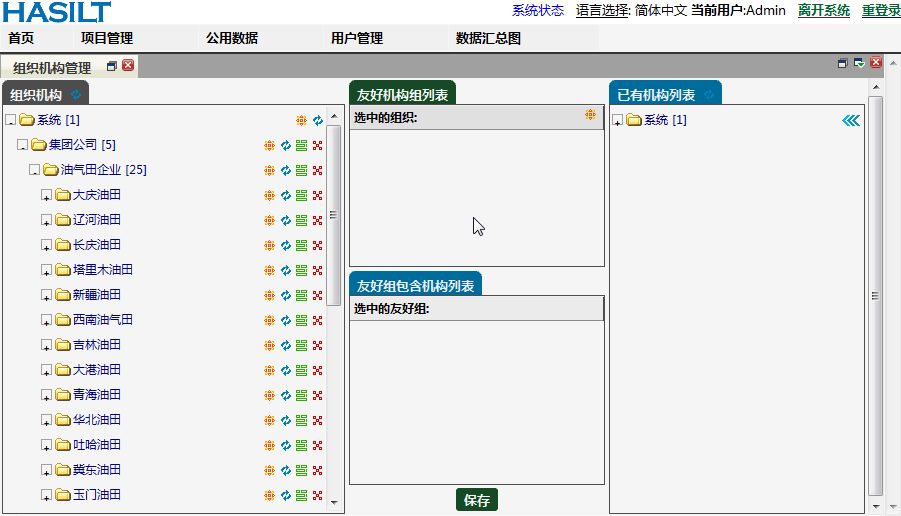 HASILT
系统状态 语言选择: 简体中文 当前用户:Admin 离开系统 重登录
首页 项目管理 公用数据 用户管理 数据汇总图
组织机构管理
组织机构
系统 [1]
集团公司 [5]
油气田企业 [25]
大庆油田
辽河油田
长庆油田
塔里木油田
新疆油田
西南油气田
吉林油田
大港油田
青海油田
华北油田
吐哈油田
冀东油田
玉门油田
友好机构组列表
选中的组织:
友好组包含机构列表
选中的友好组:
保存
已有机构列表
系统 [1]